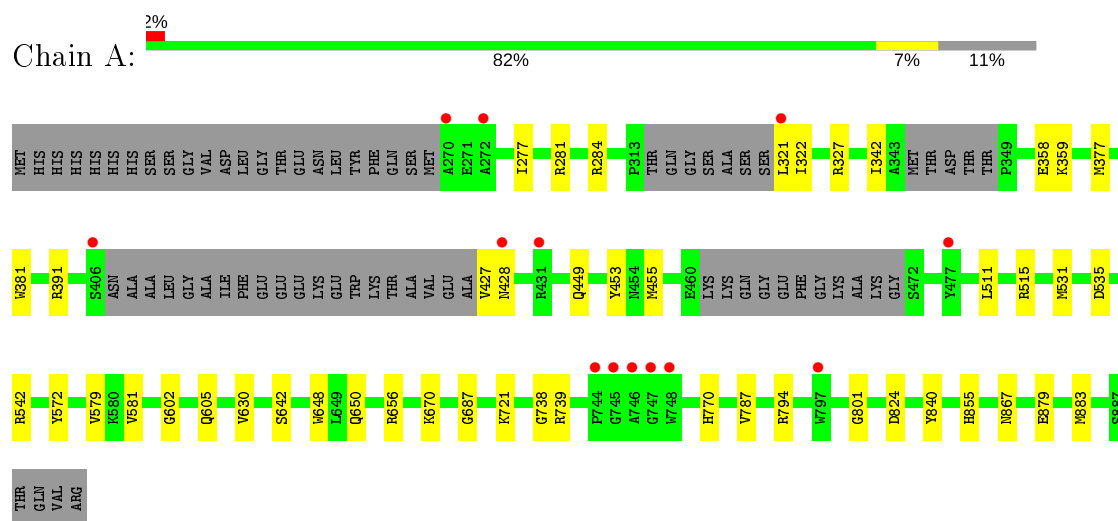 2%
Chain A:
82% 7% 11%
MET HIS HIS HIS HIS HIS HIS SER SER GLY VAL ASP LEU GLY THR GLU ASN LEU TYR PHE GLN SER MET A270 E271 A272 I277 R281 R284 P313 THR GLN GLY SER ALA SER SER L321 I322 R327 I342 A343 MET THR ASP THR THR P349 E358 K359 M377
W381 R391 S406 ASN ALA ALA LEU GLY ALA ILE PHE GLU GLU GLU LYS GLU TRP LYS THR ALA VAL GLU ALA V427 N428 R431 Q449 Y453 N454 M455 E460 LYS LYS GLN GLY GLU PHE GLY LYS ALA LYS GLY S472 Y477 L511 R515 M531 D535
R542 Y572 V579 K580 V581 G602 Q605 V630 S642 W648 L649 Q650 R656 K670 G687 K721 G738 R739 P744 G745 A746 G747 W748 H770 V787 R794 W797 G801 D824 Y840 H855 N867 E879 M883 S887
THR GLN VAL ARG